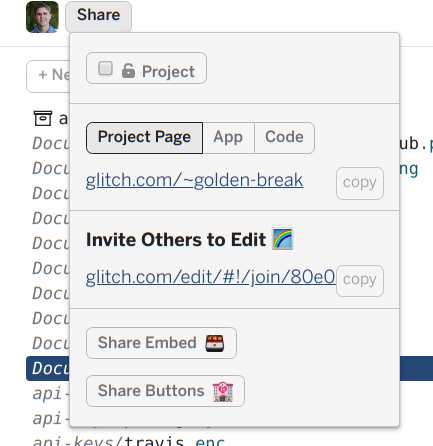 Share
+ Ne
Project
a
Project Page App Code
Docu ub.p
Docu ng
glitch.com/~golden-break copy
Docu
Docu
Invite Others to Edit
Docu
glitch.com/edit/#!/join/80e0 copy
Docu
Docu
Docu
Share Embed
Docu
Share Buttons
api-
api-
api-keys/travis.enc